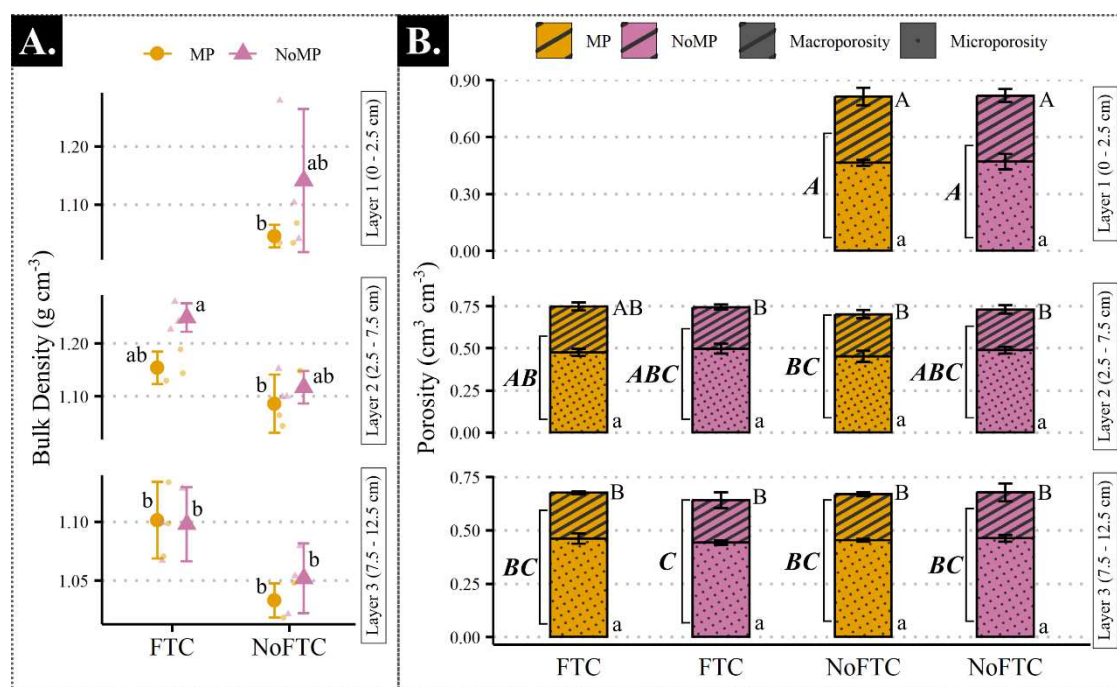 A.
MP NoMP
Bulk Density (g cm-3)
1.20
1.10
b
ab
Layer 1 (0 - 2.5 cm)
1.20
1.10
ab
a
b
ab
Layer 2 (2.5 - 7.5 cm)
1.10
1.05
b
b
b
b
Layer 3 (7.5 - 12.5 cm)
FTC NoFTC
B.
MP NoMP Macroporosity Microporosity
Porosity (cm3 cm-3)
0.90
0.60
0.30
0.00
A
A
a
A
A
a
Layer 1 (0 - 2.5 cm)
0.75
0.50
0.25
0.00
AB
AB
a
ABC
B
a
BC
B
a
ABC
B
a
Layer 2 (2.5 - 7.5 cm)
0.75
0.50
0.25
0.00
BC
B
a
C
B
a
BC
B
a
BC
B
a
Layer 3 (7.5 - 12.5 cm)
FTC FTC NoFTC NoFTC